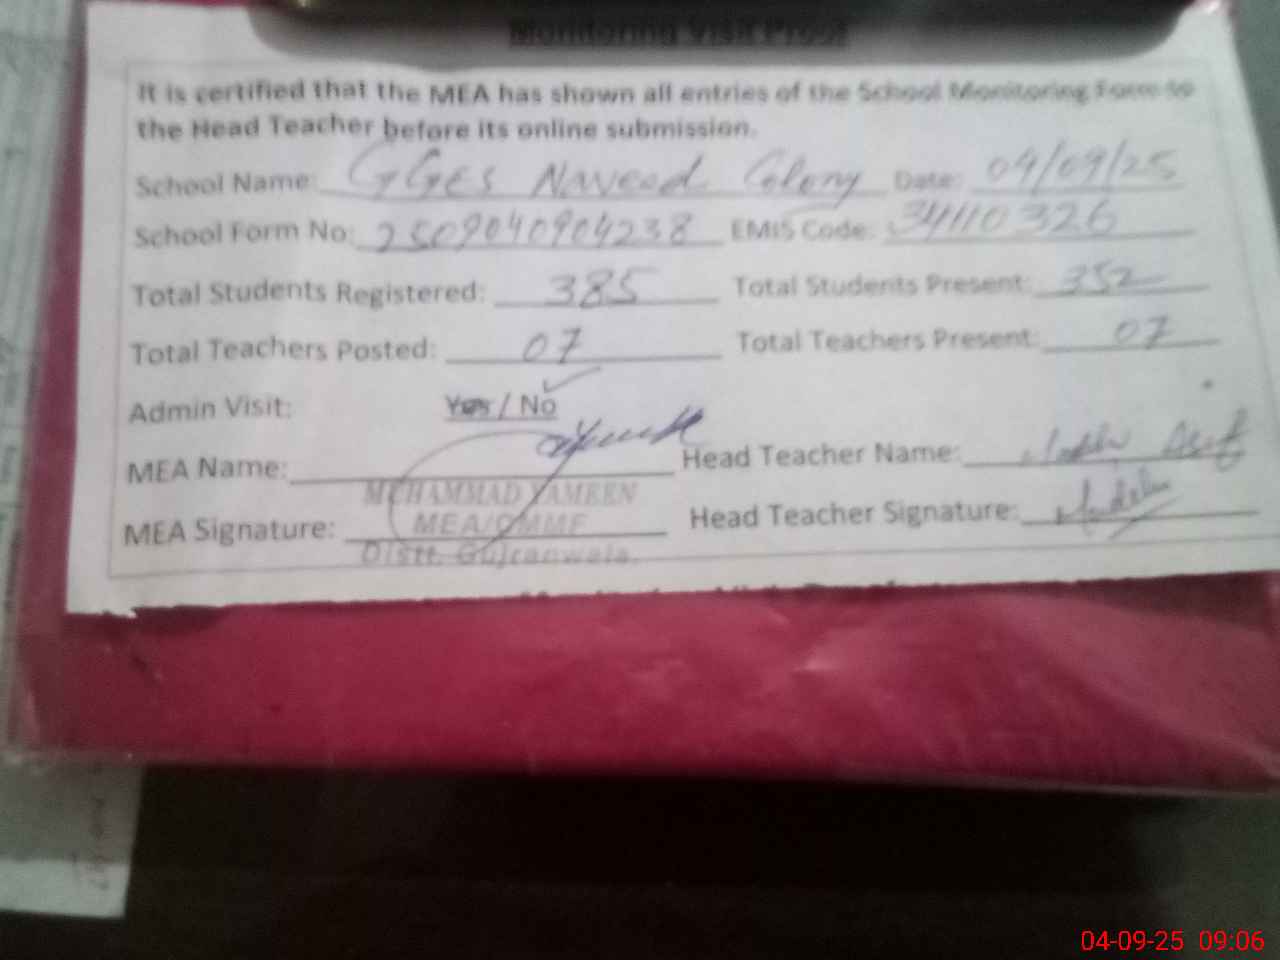 Monitoring Visit Proof
It is certified that the MEA has shown all entries of the School Monitoring Form to
the Head Teacher before its online submission.
School Name: GGES Naveed Colony Date: 04/09/25
School Form No: 2509040904238 EMIS Code: 34110326
Total Students Registered: 385 Total Students Present: 352
Total Teachers Posted: 07 Total Teachers Present: 07
Admin Visit: Yes / No
MEA Name: Head Teacher Name:
MUHAMMAD YAMEEN
MEA Signature: MEA/CMMF Head Teacher Signature:
Distt. Gujranwala.
04-09-25 09:06